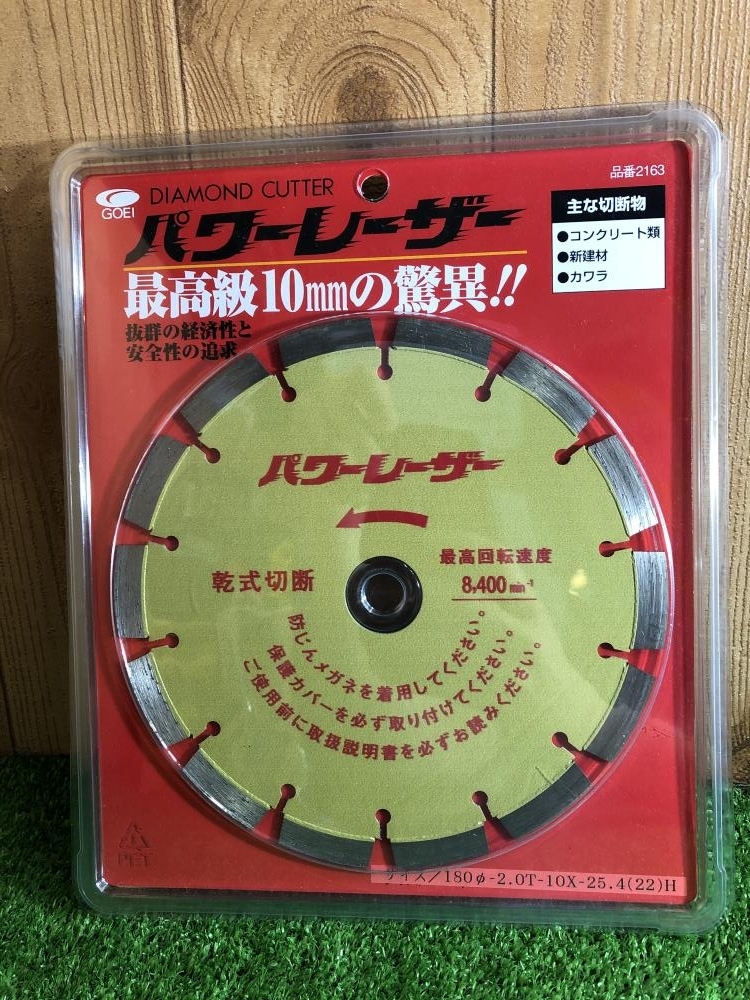 GOEI
DIAMOND CUTTER
品番2163
パワーレーザー
主な切断物
●コンクリート類
●新建材
●カワラ
最高級10mmの驚異!!
抜群の経済性と
安全性の追求
パワーレーザー
乾式切断
最高回転速度
8,400min⁻¹
防じんメガネを着用してください。
保護カバーを必ず取り付けてください。
ご使用前に取扱説明書を必ずお読みください。
PET
サイズ/180φ-2.0T-10X-25.4(22)H